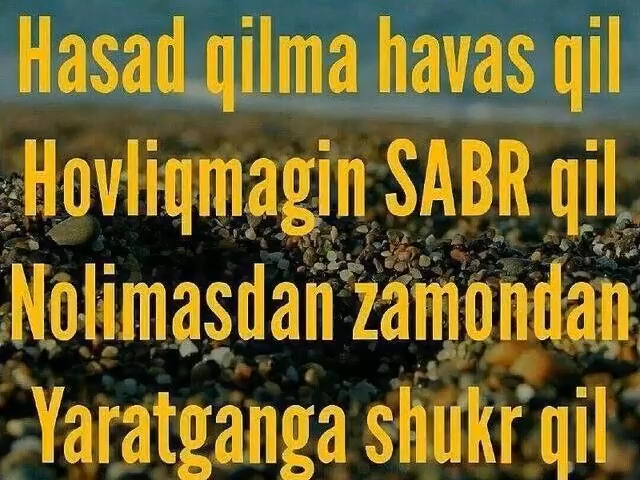 Hasad qilma havas qil
Hovliqmagin SABR qil
Nolimasdan zamondan
Yaratganga shukr qil